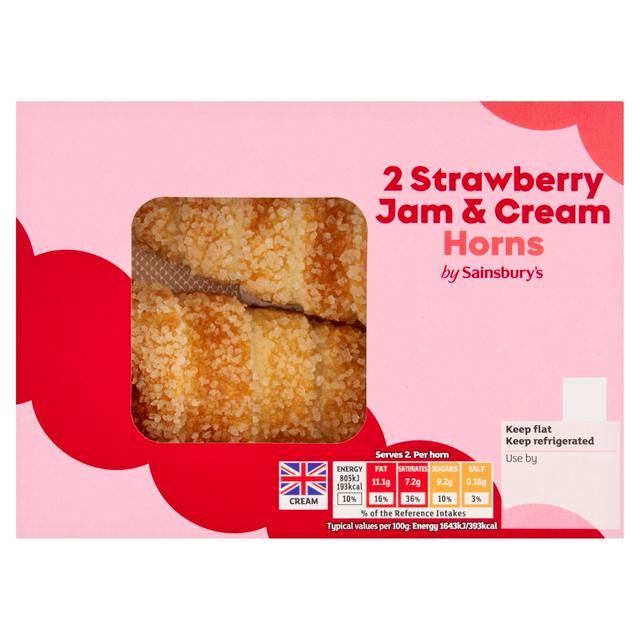 2 Strawberry
Jam & Cream
Horns
by Sainsbury's
Keep flat
Keep refrigerated
Use by
Serves 2. Per horn
CREAM
ENERGY 805kJ 193kcal 10%
FAT 11.1g 16%
SATURATES 7.2g 36%
SUGARS 9.2g 10%
SALT 0.18g 3%
% of the Reference Intakes
Typical values per 100g: Energy 1643kJ/393kcal